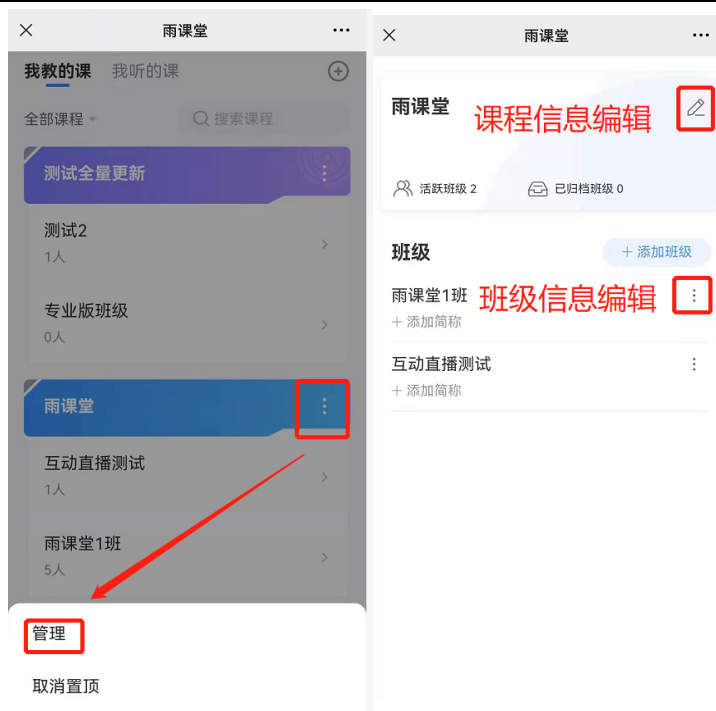 雨课堂
我教的课 我听的课
全部课程 搜索课程
测试全量更新
测试2
1人
专业版班级
0人
雨课堂
互动直播测试
1人
雨课堂1班
5人
管理
取消置顶
雨课堂
雨课堂 课程信息编辑
活跃班级 2 已归档班级 0
班级 +添加班级
雨课堂1班 班级信息编辑
+添加简称
互动直播测试
+添加简称